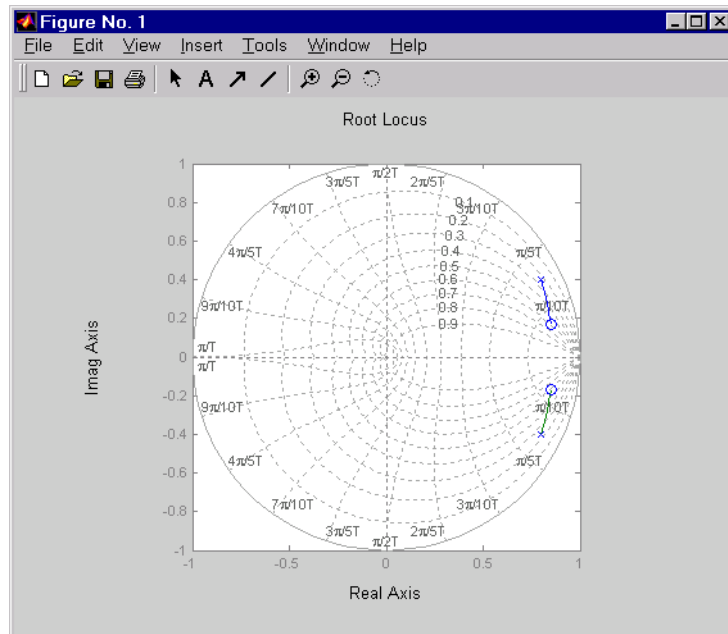 Figure No. 1
File Edit View Insert Tools Window Help
A
Root Locus
Imag Axis
1
0.8
0.6
0.4
0.2
0
-0.2
-0.4
-0.6
-0.8
-1
π/2T
3π/5T
2π/5T
7π/10T
3π/10T
4π/5T
π/5T
9π/10T
π/10T
π/T
π/T
0.1
0.2
0.3
0.4
0.5
0.6
0.7
0.8
0.9
9π/10T
π/10T
4π/5T
π/5T
7π/10T
3π/10T
3π/5T
2π/5T
π/2T
-1 -0.5 0 0.5 1
Real Axis